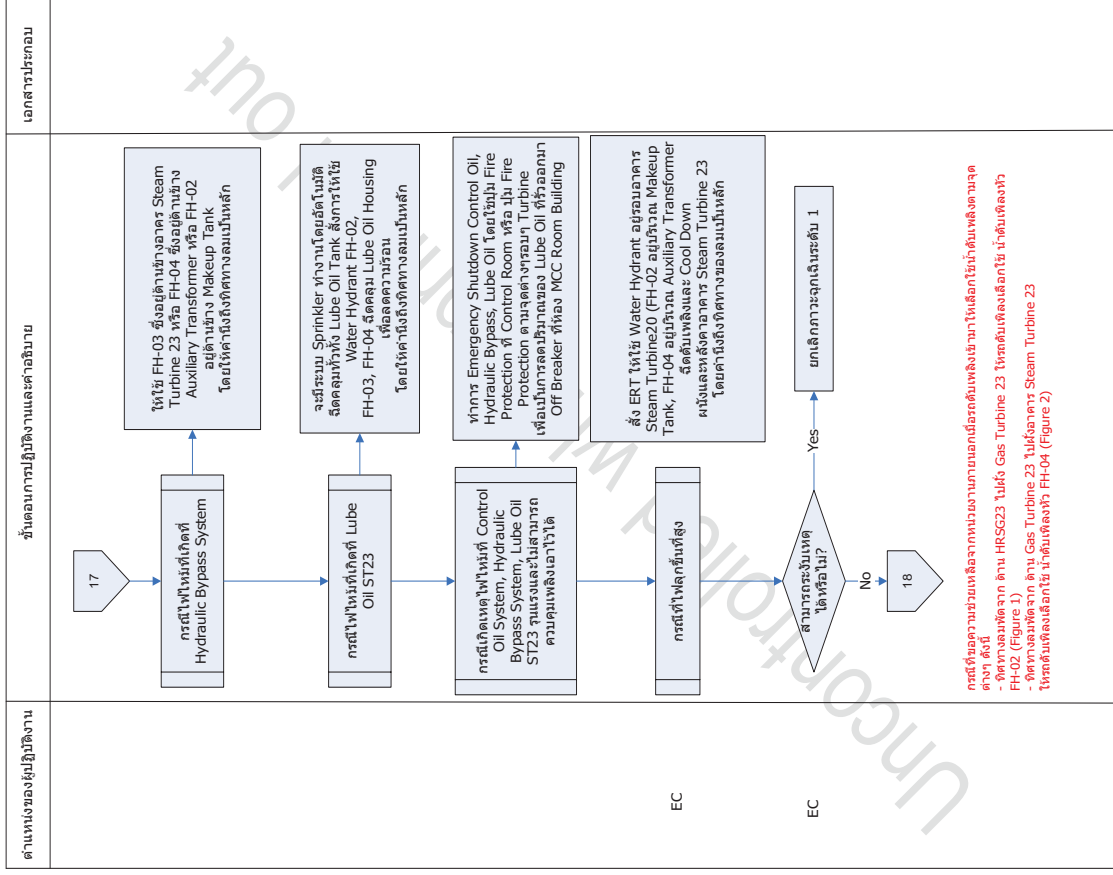 ตำแหน่งของผู้ปฏิบัติงาน
ขั้นตอนการปฏิบัติงานและคำอธิบาย
เอกสารประกอบ
17
กรณีไฟไหม้ที่เกิดที่
Hydraulic Bypass System
ให้ใช้ FH-03 ซึ่งอยู่ด้านข้างอาคร Steam
Turbine 23 หรือ FH-04 ซึ่งอยู่ด้านข้าง
Auxiliary Transformer หรือ FH-02
อยู่ด้านข้าง Makeup Tank
โดยให้คำนึงถึงทิศทางลมเป็นหลัก
กรณีไฟไหม้ที่เกิดที่ Lube
Oil ST23
จะมีระบบ Sprinkler ทำงานโดยอัตโนมัติ
ฉีดคลุมทั่วทั้ง Lube Oil Tank สั่งการให้ใช้
Water Hydrant FH-02,
FH-03, FH-04 ฉีดคลุม Lube Oil Housing
เพื่อลดความร้อน
โดยให้คำนึงถึงทิศทางลมเป็นหลัก
กรณีเกิดเหตุไฟไหม้ที่ Control
Oil System, Hydraulic
Bypass System, Lube Oil
ST23 รุนแรงและไม่สามารถ
ควบคุมเพลิงเอาไว้ได้
ทำการ Emergency Shutdown Control Oil,
Hydraulic Bypass, Lube Oil โดยใช้ปุ่ม Fire
Protection ที่ Control Room หรือ ปุ่ม Fire
Protection ตามจุดต่างๆรอบๆ Turbine
เพื่อเป็นการลดปริมาณของ Lube Oil ที่รั่วออกมา
Off Breaker ที่ห้อง MCC Room Building
EC
กรณีที่ไฟลุกขึ้นที่สูง
สั่ง ERT ให้ใช้ Water Hydrant อยู่รอบอาคาร
Steam Turbine20 (FH-02 อยู่บริเวณ Makeup
Tank, FH-04 อยู่บริเวณ Auxiliary Transformer
ฉีดดับเพลิงและ Cool Down
ผนังและหลังคาอาคาร Steam Turbine 23
โดยคำนึงถึงทิศทางของลมเป็นหลัก
EC
สามารถระงับเหตุ
ได้หรือไม่?
Yes
ยกเลิกภาวะฉุกเฉินระดับ 1
No
18
กรณีที่ขอความช่วยเหลือจากหน่วยงานภายนอกเมื่อรถดับเพลิงเข้ามาให้เลือกใช้น้ำดับเพลิงตามจุด
ต่างๆ ดังนี้
- ทิศทางลมพัดจาก ด้าน HRSG23 ไปฝั่ง Gas Turbine 23 ให้รถดับเพลิงเลือกใช้ น้ำดับเพลิงหัว
FH-02 (Figure 1)
- ทิศทางลมพัดจาก ด้าน Gas Turbine 23 ไปฝั่งอาคาร Steam Turbine 23
ให้รถดับเพลิงเลือกใช้ น้ำดับเพลิงหัว FH-04 (Figure 2)